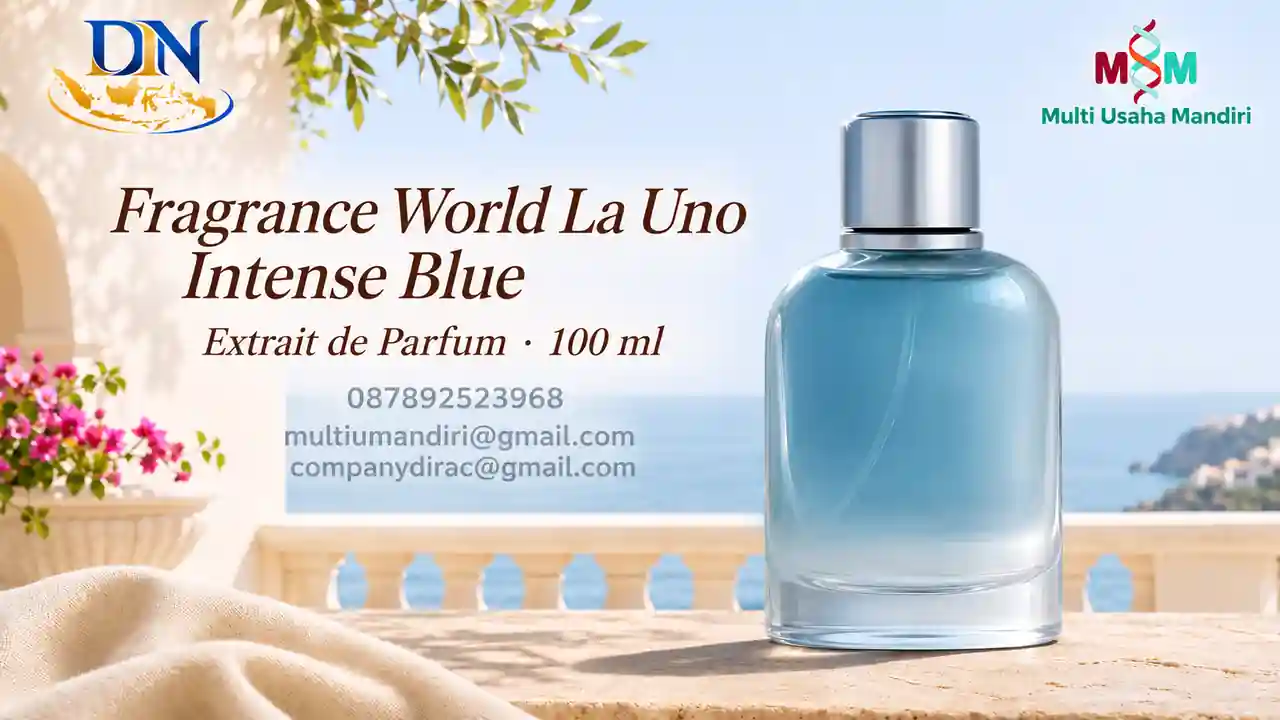 DN
MSM
Multi Usaha Mandiri
Fragrance World La Uno
Intense Blue
Extrait de Parfum · 100 ml
087892523968
multiumandiri@gmail.com
companydirac@gmail.com